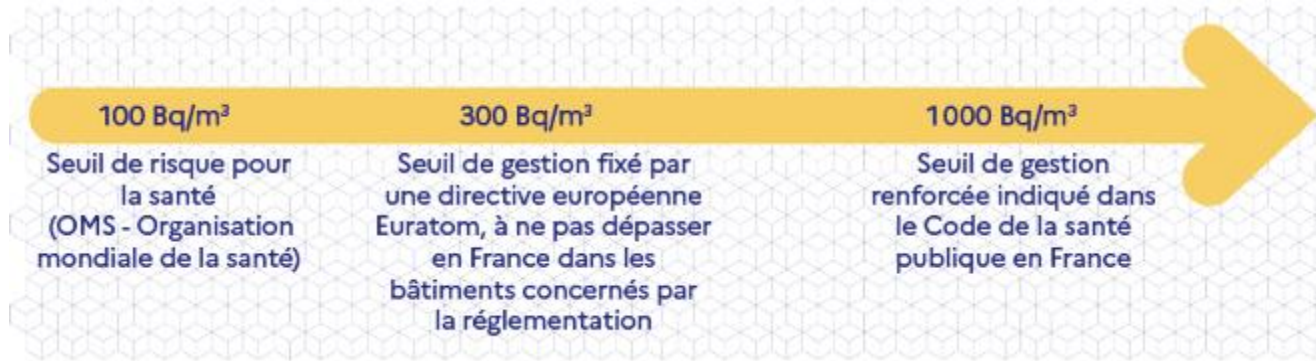 100 Bq/m³
Seuil de risque pour
la santé
(OMS - Organisation
mondiale de la santé)
300 Bq/m³
Seuil de gestion fixé par
une directive européenne
Euratom, à ne pas dépasser
en France dans les
bâtiments concernés par
la réglementation
1000 Bq/m³
Seuil de gestion
renforcée indiqué dans
le Code de la santé
publique en France